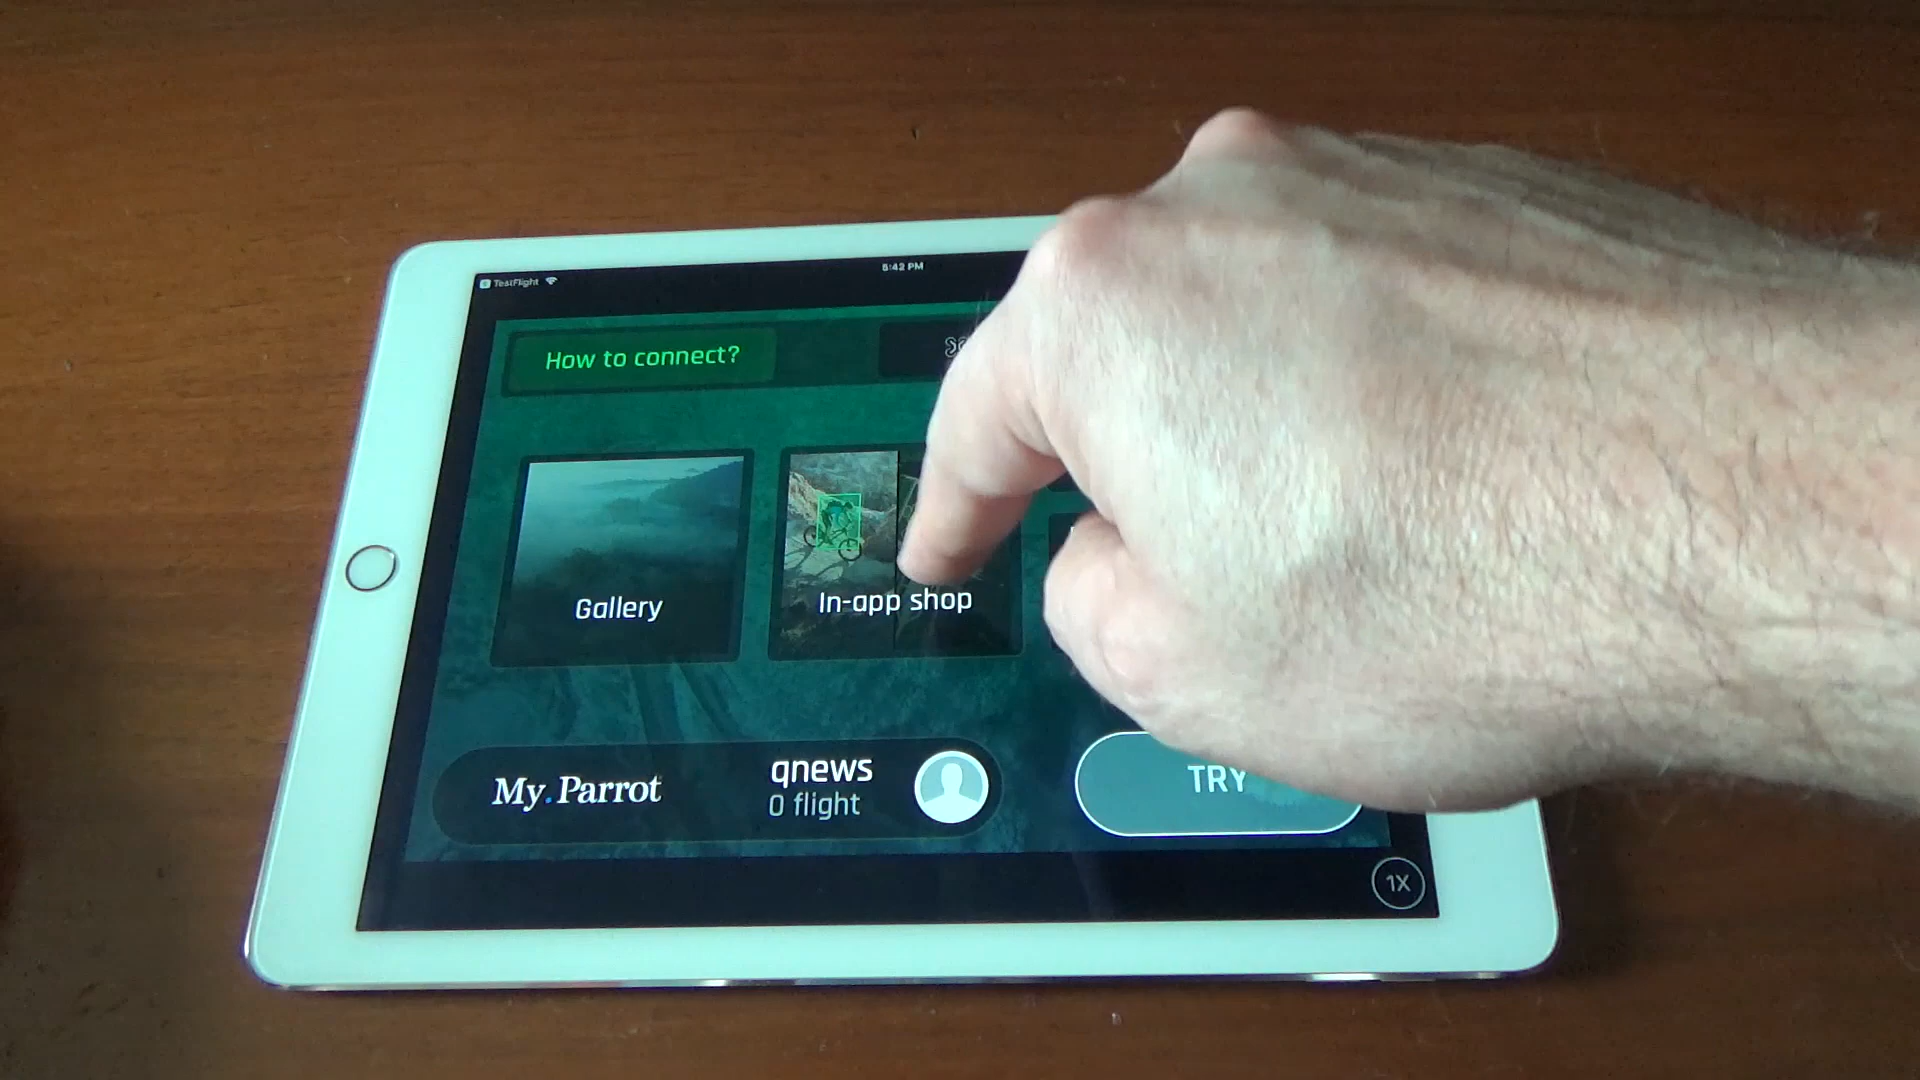 TestFlight
5:42 PM
How to connect?
Gallery
In-app shop
My.Parrot
qnews
0 flight
TRY
1X